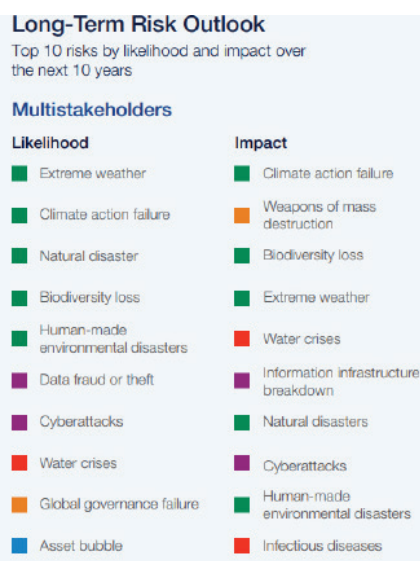 Long-Term Risk Outlook
Top 10 risks by likelihood and impact over
the next 10 years
Multistakeholders
Likelihood
Extreme weather
Climate action failure
Natural disaster
Biodiversity loss
Human-made
environmental disasters
Data fraud or theft
Cyberattacks
Water crises
Global governance failure
Asset bubble
Impact
Climate action failure
Weapons of mass
destruction
Biodiversity loss
Extreme weather
Water crises
Information infrastructure
breakdown
Natural disasters
Cyberattacks
Human-made
environmental disasters
Infectious diseases